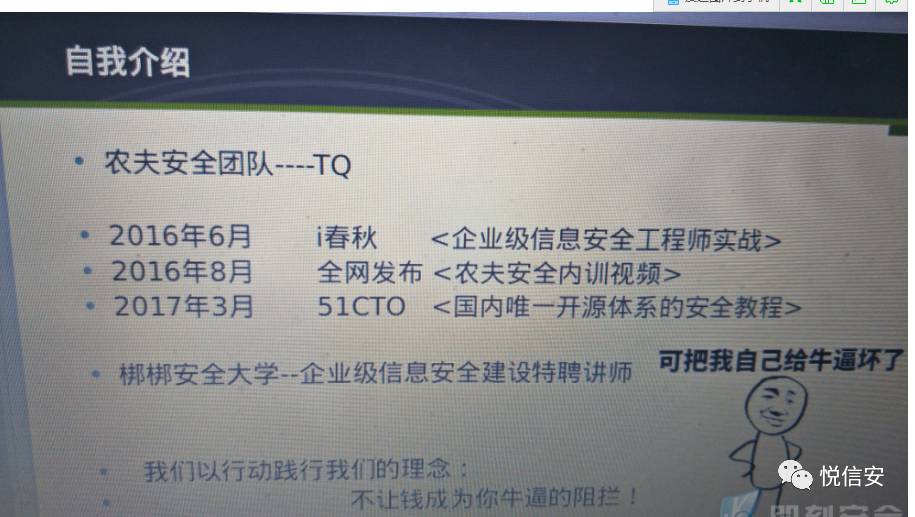 自我介绍
农夫安全团队----TQ
2016年6月 i春秋 <企业级信息安全工程师实战>
2016年8月 全网发布 <农夫安全内训视频>
2017年3月 51CTO <国内唯一开源体系的安全教程>
梆梆安全大学--企业级信息安全建设特聘讲师
可把我自己给牛逼坏了
我们以行动践行我们的理念：
不让钱成为你牛逼的阻拦！
悦信安
即刻安全